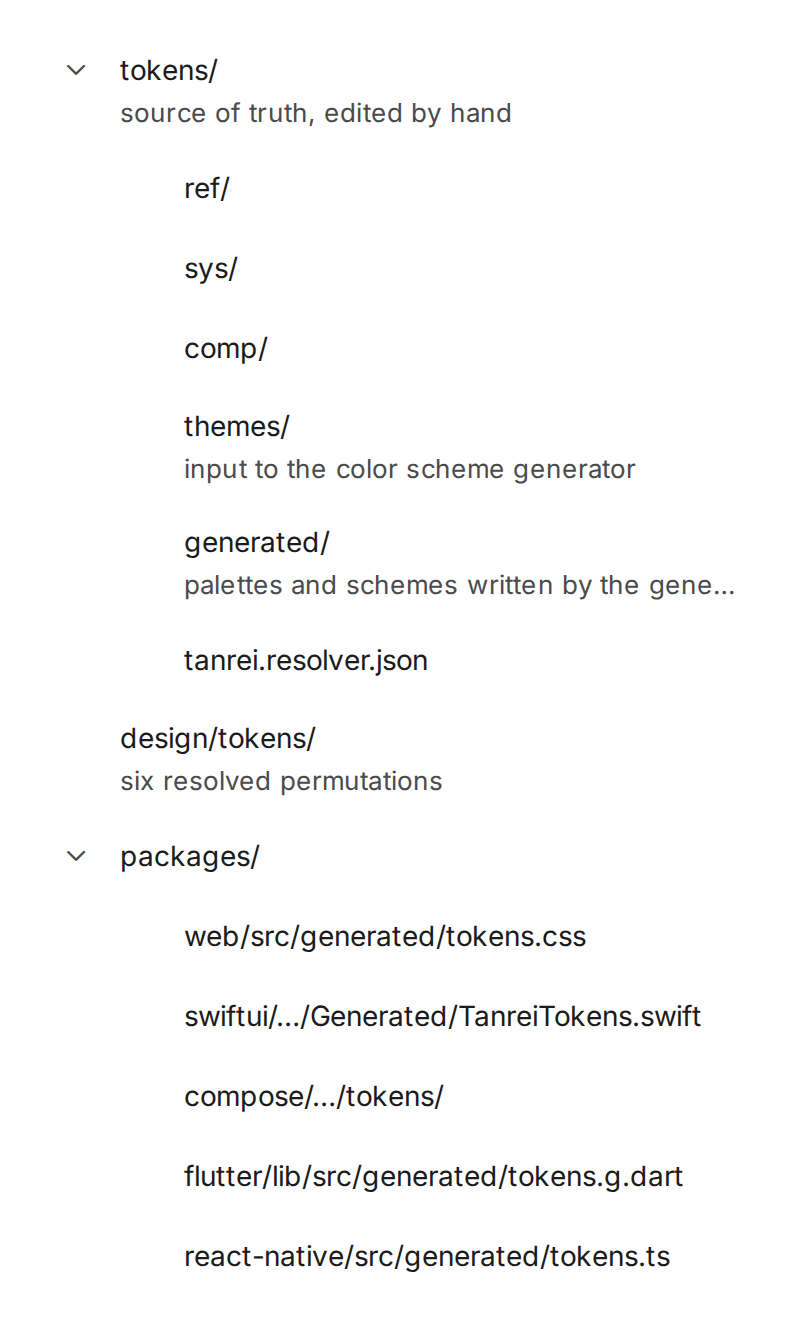 tokens/
source of truth, edited by hand
ref/
sys/
comp/
themes/
input to the color scheme generator
generated/
palettes and schemes written by the gene...
tanrei.resolver.json
design/tokens/
six resolved permutations
packages/
web/src/generated/tokens.css
swiftui/.../Generated/TanreiTokens.swift
compose/.../tokens/
flutter/lib/src/generated/tokens.g.dart
react-native/src/generated/tokens.ts